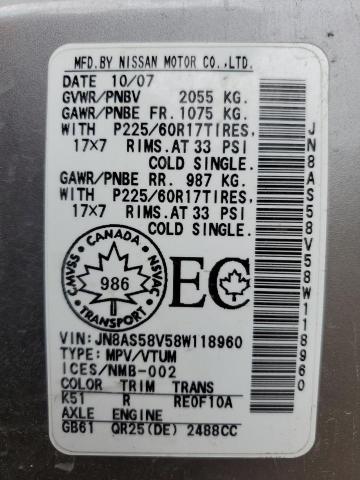 MFD.BY NISSAN MOTOR CO.,LTD.
DATE 10/07
GVWR/PNBV 2055 KG.
GAWR/PNBE FR. 1075 KG.
WITH P225/60R17TIRES,
17×7 RIMS.AT 33 PSI
COLD SINGLE.
GAWR/PNBE RR. 987 KG.
WITH P225/60R17TIRES,
17×7 RIMS.AT 33 PSI
COLD SINGLE.
CANADA
CMVSS NSVAC
986
TRANSPORT
EC
VIN: JN8AS58V58W118960
TYPE: MPV/VTUM
ICES/NMB-002
COLOR TRIM TRANS
K51 R RE0F10A
AXLE ENGINE
GB61 QR25(DE) 2488CC
JN8AS58V58W118960